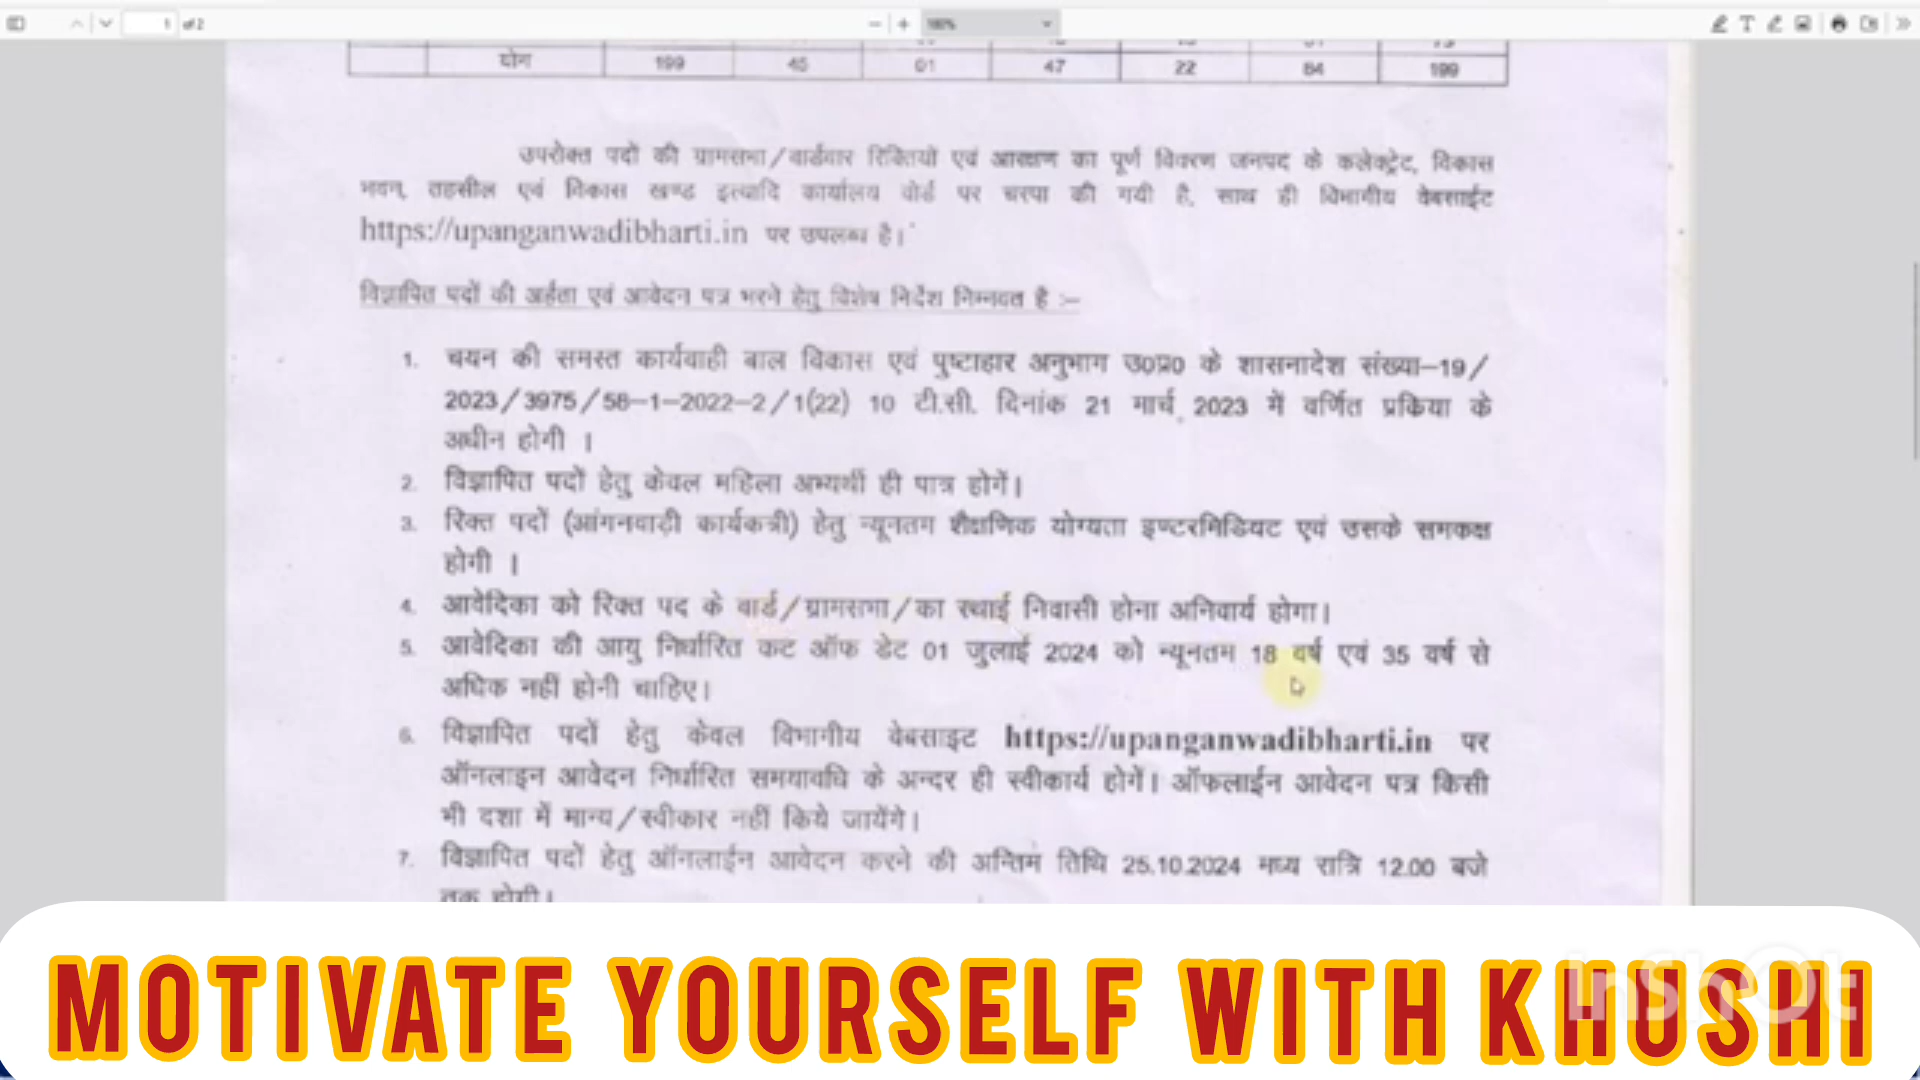 1 of 2
180%
योग 199 45 01 47 22 84 199
उपरोक्त पदों की ग्रामसभा/वार्डवार रिक्तियों एवं आरक्षण का पूर्ण विवरण जनपद के कलेक्ट्रेट, विकास
भवन, तहसील एवं विकास खण्ड इत्यादि कार्यालय बोर्ड पर चस्पा की गयी है, साथ ही विभागीय वेबसाईट
https://upanganwadibharti.in पर उपलब्ध है।
विज्ञापित पदों की अर्हता एवं आवेदन पत्र भरने हेतु विशेष निर्देश निम्नवत है :–
1. चयन की समस्त कार्यवाही बाल विकास एवं पुष्टाहार अनुभाग उ0प्र0 के शासनादेश संख्या–19/
2023/3975/58–1–2022–2/1(22) 10 टी.सी. दिनांक 21 मार्च, 2023 में वर्णित प्रकिया के
अधीन होगी ।
2. विज्ञापित पदों हेतु केवल महिला अभ्यर्थी ही पात्र होगें।
3. रिक्त पदों (आंगनवाड़ी कार्यकत्री) हेतु न्यूनतम शैक्षणिक योग्यता इण्टरमिडियट एवं उसके समकक्ष
होगी ।
4. आवेदिका को रिक्त पद के वार्ड/ग्रामसभा/का स्थाई निवासी होना अनिवार्य होगा।
5. आवेदिका की आयु निर्धारित कट ऑफ डेट 01 जुलाई 2024 को न्यूनतम 18 वर्ष एवं 35 वर्ष से
अधिक नहीं होनी चाहिए।
6. विज्ञापित पदों हेतु केवल विभागीय वेबसाइट https://upanganwadibharti.in पर
ऑनलाइन आवेदन निर्धारित समयावधि के अन्दर ही स्वीकार्य होगें। ऑफलाईन आवेदन पत्र किसी
भी दशा में मान्य/स्वीकार नहीं किये जायेंगे।
7. विज्ञापित पदों हेतु ऑनलाईन आवेदन करने की अन्तिम तिथि 25.10.2024 मध्य रात्रि 12.00 बजे
तक होगी।
MOTIVATE YOURSELF WITH KHUSHI
InShOt